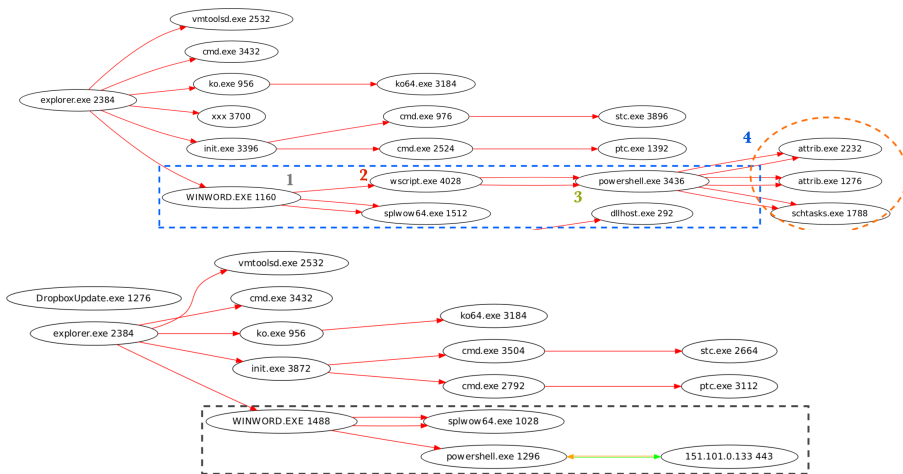 vmtoolsd.exe 2532
cmd.exe 3432
ko.exe 956
ko64.exe 3184
explorer.exe 2384
xxx 3700
cmd.exe 976
stc.exe 3896
init.exe 3396
cmd.exe 2524
ptc.exe 1392
4
attrib.exe 2232
1
2
wscript.exe 4028
powershell.exe 3436
attrib.exe 1276
WINWORD.EXE 1160
3
splwow64.exe 1512
dllhost.exe 292
schtasks.exe 1788
vmtoolsd.exe 2532
DropboxUpdate.exe 1276
cmd.exe 3432
ko64.exe 3184
explorer.exe 2384
ko.exe 956
cmd.exe 3504
stc.exe 2664
init.exe 3872
cmd.exe 2792
ptc.exe 3112
WINWORD.EXE 1488
splwow64.exe 1028
powershell.exe 1296
151.101.0.133 443